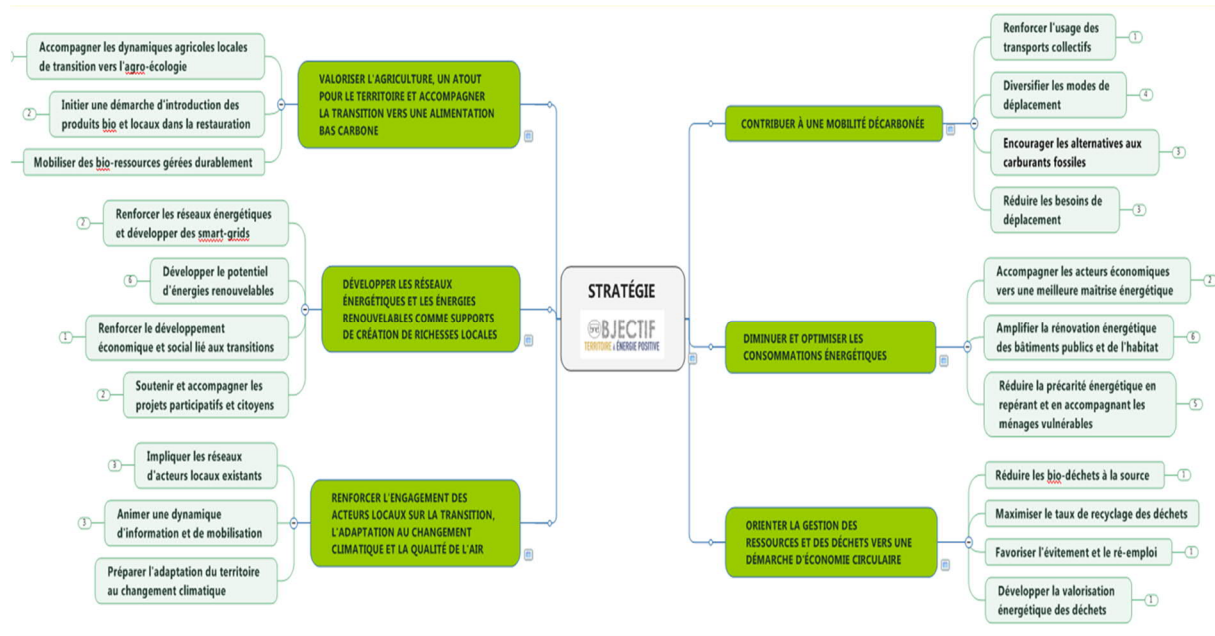 STRATÉGIE
OBJECTIF
TERRITOIRE à ÉNERGIE POSITIVE
VALORISER L'AGRICULTURE, UN ATOUT
POUR LE TERRITOIRE ET ACCOMPAGNER
LA TRANSITION VERS UNE ALIMENTATION
BAS CARBONE
Accompagner les dynamiques agricoles locales
de transition vers l'agro-écologie
Initier une démarche d'introduction des
produits bio et locaux dans la restauration
2
Mobiliser des bio-ressources gérées durablement
DÉVELOPPER LES RÉSEAUX
ÉNERGÉTIQUES ET LES ÉNERGIES
RENOUVELABLES COMME SUPPORTS
DE CRÉATION DE RICHESSES LOCALES
Renforcer les réseaux énergétiques
et développer des smart-grids
2
Développer le potentiel
d'énergies renouvelables
6
Renforcer le développement
économique et social lié aux transitions
1
Soutenir et accompagner les
projets participatifs et citoyens
2
RENFORCER L'ENGAGEMENT DES
ACTEURS LOCAUX SUR LA TRANSITION,
L'ADAPTATION AU CHANGEMENT
CLIMATIQUE ET LA QUALITÉ DE L'AIR
Impliquer les réseaux
d'acteurs locaux existants
3
Animer une dynamique
d'information et de mobilisation
3
Préparer l'adaptation du territoire
au changement climatique
CONTRIBUER À UNE MOBILITÉ DÉCARBONÉE
Renforcer l'usage des
transports collectifs
1
Diversifier les modes de
déplacement
4
Encourager les alternatives aux
carburants fossiles
3
Réduire les besoins de
déplacement
3
DIMINUER ET OPTIMISER LES
CONSOMMATIONS ÉNERGÉTIQUES
Accompagner les acteurs économiques
vers une meilleure maitrise énergétique
2
Amplifier la rénovation énergétique
des bâtiments publics et de l'habitat
6
Réduire la précarité énergétique en
repérant et en accompagnant les
ménages vulnérables
5
ORIENTER LA GESTION DES
RESSOURCES ET DES DÉCHETS VERS UNE
DÉMARCHE D'ÉCONOMIE CIRCULAIRE
Réduire les bio-déchets à la source
1
Maximiser le taux de recyclage des déchets
Favoriser l'évitement et le ré-emploi
1
Développer la valorisation
énergétique des déchets
1